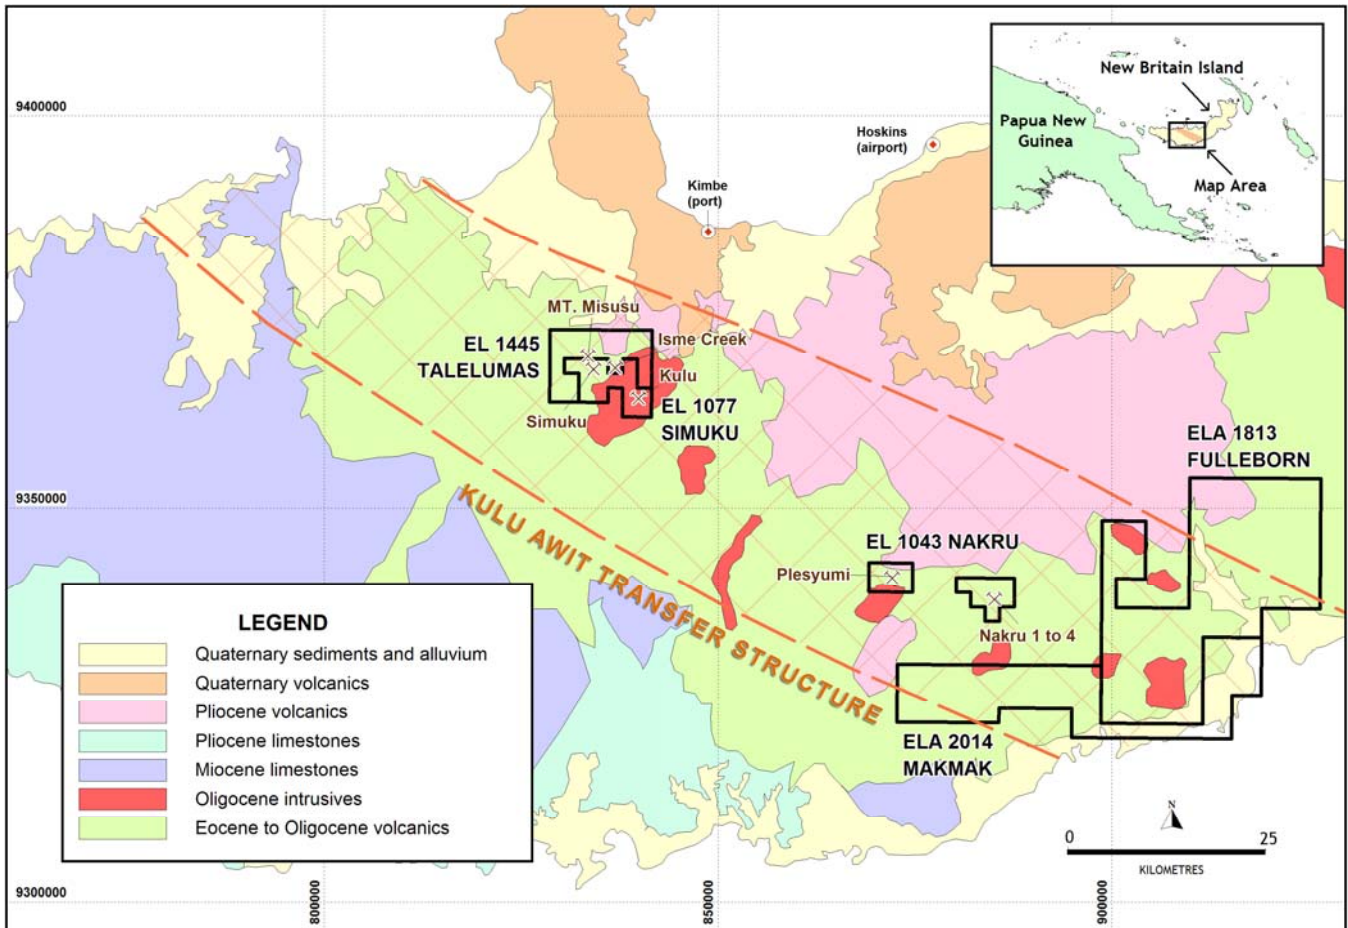 New Britain Island
Papua New
Guinea
Map Area
9400000
Hoskins
(airport)
Kimbe
(port)
MT. Misusu
EL 1445
TALELUMAS
Isme Creek
Kulu
Simuku
EL 1077
SIMUKU
ELA 1813
FULLEBORN
9350000
KULU AWIT TRANSFER STRUCTURE
EL 1043 NAKRU
Plesyumi
Nakru 1 to 4
ELA 2014
MAKMAK
LEGEND
Quaternary sediments and alluvium
Quaternary volcanics
Pliocene volcanics
Pliocene limestones
Miocene limestones
Oligocene intrusives
Eocene to Oligocene volcanics
N
0 25
KILOMETRES
9300000
800000
850000
900000